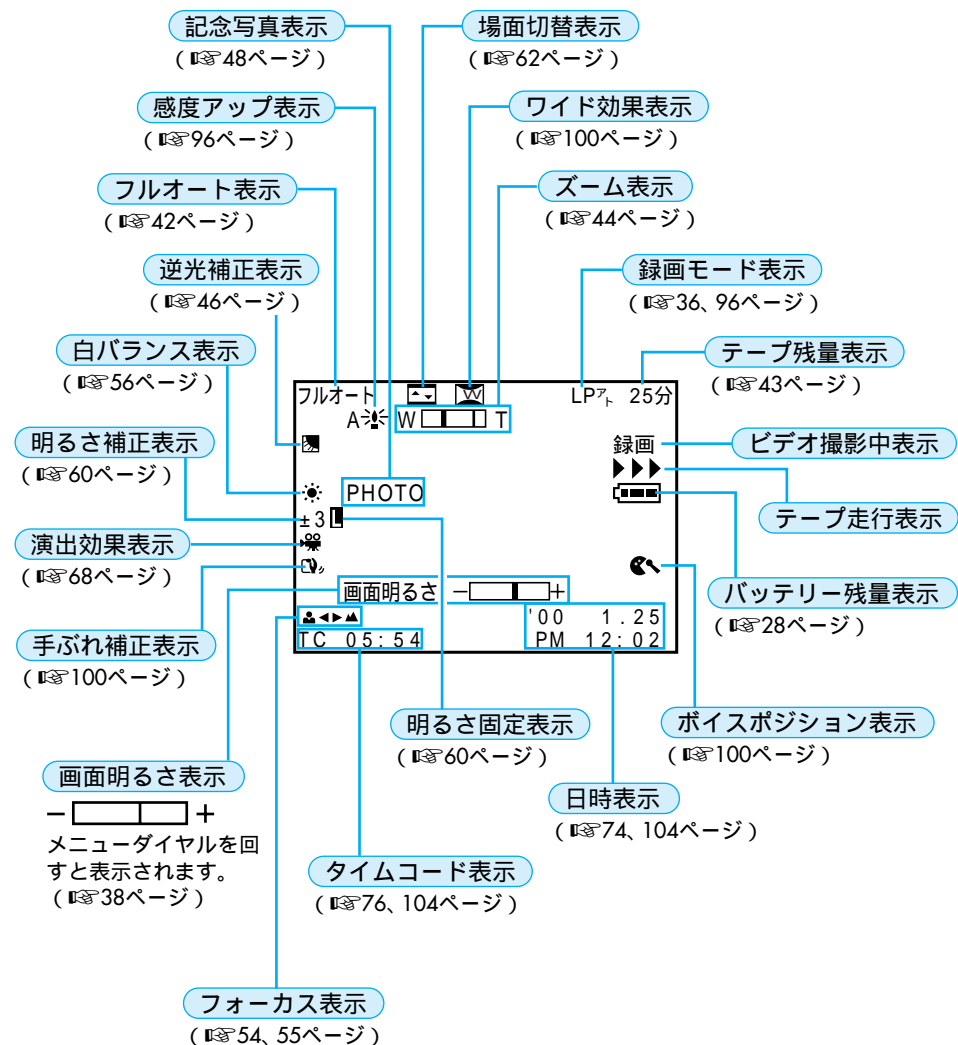 記念写真表示
（☞48ページ）
場面切替表示
（☞62ページ）
感度アップ表示
（☞96ページ）
ワイド効果表示
（☞100ページ）
フルオート表示
（☞42ページ）
ズーム表示
（☞44ページ）
逆光補正表示
（☞46ページ）
録画モード表示
（☞36、96ページ）
白バランス表示
（☞56ページ）
テープ残量表示
（☞43ページ）
明るさ補正表示
（☞60ページ）
ビデオ撮影中表示
テープ走行表示
演出効果表示
（☞68ページ）
バッテリー残量表示
（☞28ページ）
手ぶれ補正表示
（☞100ページ）
フルオート W LPアト 25分
A W T
録画
PHOTO
±3
画面明るさ − +
'00 1.25
TC 05:54 PM 12:02
明るさ固定表示
（☞60ページ）
ボイスポジション表示
（☞100ページ）
画面明るさ表示
− +
メニューダイヤルを回
すと表示されます。
（☞38ページ）
日時表示
（☞74、104ページ）
タイムコード表示
（☞76、104ページ）
フォーカス表示
（☞54、55ページ）